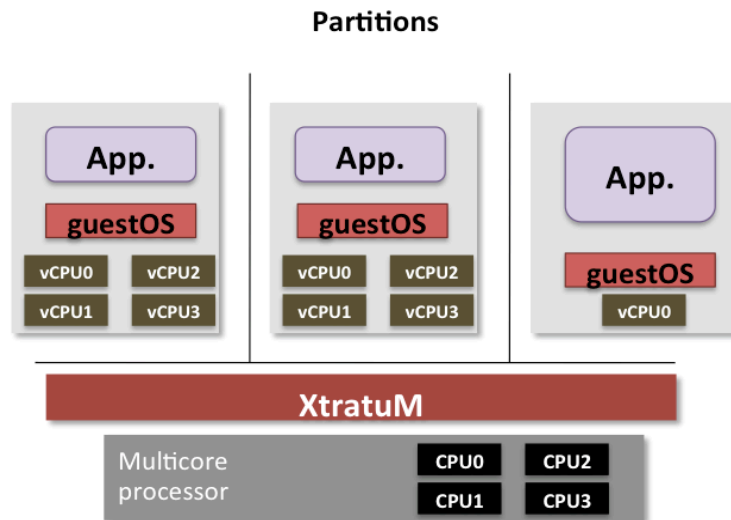 Partitions
App.
guestOS
vCPU0
vCPU2
vCPU1
vCPU3
App.
guestOS
vCPU0
vCPU2
vCPU1
vCPU3
App.
guestOS
vCPU0
XtratuM
Multicore
processor
CPU0
CPU2
CPU1
CPU3